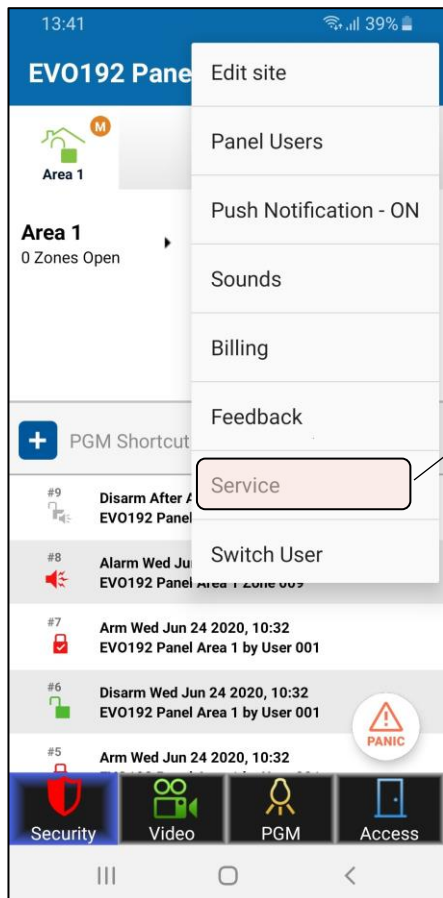 13:41 39%
EVO192 Pane
Edit site
Panel Users
Push Notification - ON
Sounds
Billing
Feedback
Service
Switch User
M
Area 1
Area 1
0 Zones Open
+ PGM Shortcut
#9
Disarm After A
EVO192 Panel
#8
Alarm Wed Ju
EVO192 Panel Area 1 Zone 009
#7
Arm Wed Jun 24 2020, 10:32
EVO192 Panel Area 1 by User 001
#6
Disarm Wed Jun 24 2020, 10:32
EVO192 Panel Area 1 by User 001
PANIC
#5
Arm Wed Jun 24 2020, 10:32
Security Video PGM Access